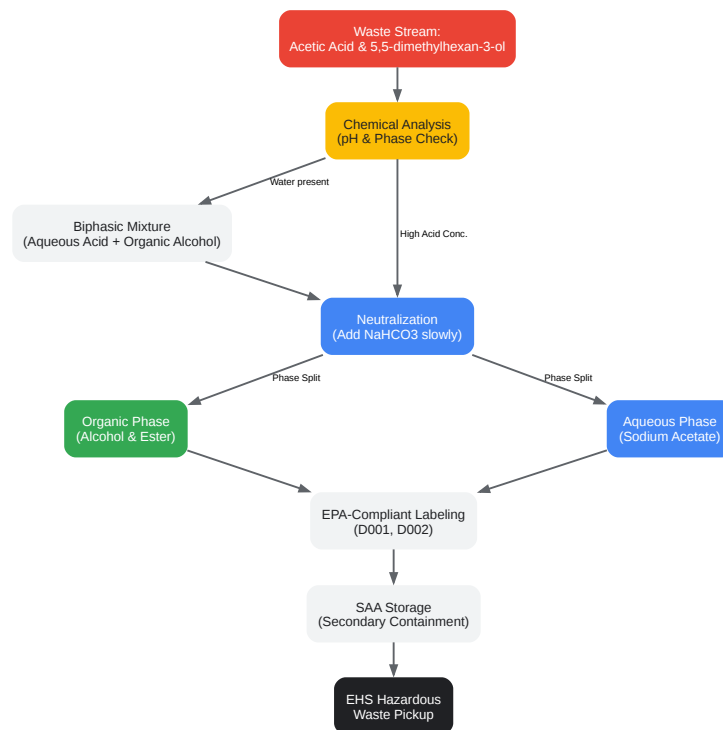 Waste Stream:
Acetic Acid & 5,5-dimethylhexan-3-ol
Chemical Analysis
(pH & Phase Check)
Water present
Biphasic Mixture
(Aqueous Acid + Organic Alcohol)
High Acid Conc.
Neutralization
(Add NaHCO3 slowly)
Phase Split
Phase Split
Organic Phase
(Alcohol & Ester)
Aqueous Phase
(Sodium Acetate)
EPA-Compliant Labeling
(D001, D002)
SAA Storage
(Secondary Containment)
EHS Hazardous
Waste Pickup